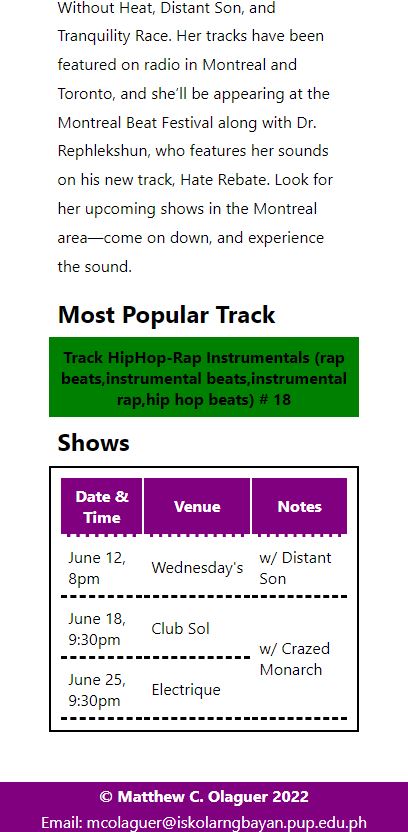 Without Heat, Distant Son, and
Tranquility Race. Her tracks have been
featured on radio in Montreal and
Toronto, and she'll be appearing at the
Montreal Beat Festival along with Dr.
Rephlekshun, who features her sounds
on his new track, Hate Rebate. Look for
her upcoming shows in the Montreal
area—come on down, and experience
the sound.
Most Popular Track
Track HipHop-Rap Instrumentals (rap
beats,instrumental beats,instrumental
rap,hip hop beats) # 18
Shows
Date & Time Venue Notes
June 12, 8pm Wednesday's w/ Distant Son
June 18, 9:30pm Club Sol w/ Crazed Monarch
June 25, 9:30pm Electrique
© Matthew C. Olaguer 2022
Email: mcolaguer@iskolarngbayan.pup.edu.ph